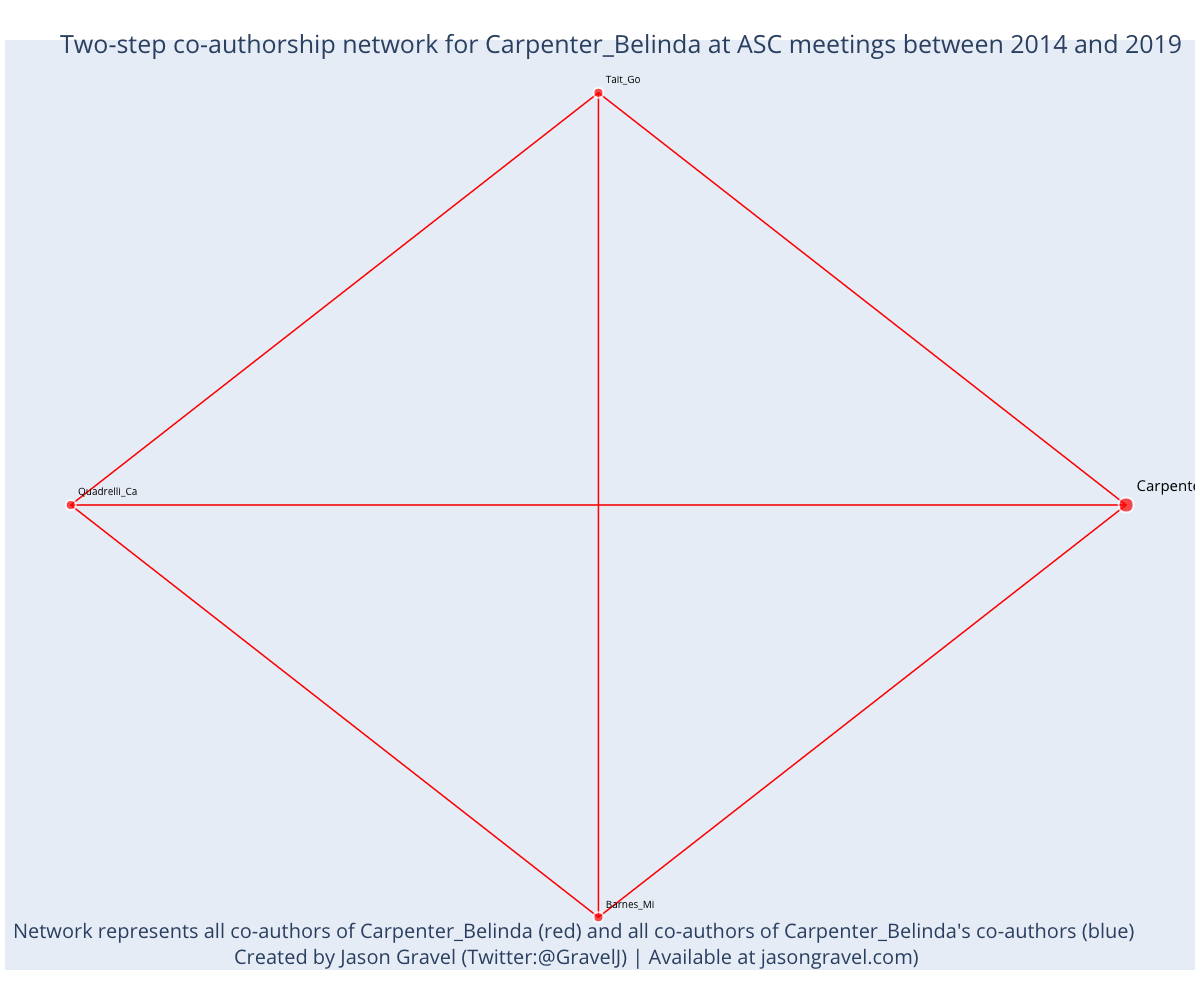 Two-step co-authorship network for Carpenter_Belinda at ASC meetings between 2014 and 2019
Tait_Go
Quadrelli_Ca
Carpente
Barnes_Mi
Network represents all co-authors of Carpenter_Belinda (red) and all co-authors of Carpenter_Belinda's co-authors (blue)
Created by Jason Gravel (Twitter:@GravelJ) | Available at jasongravel.com)